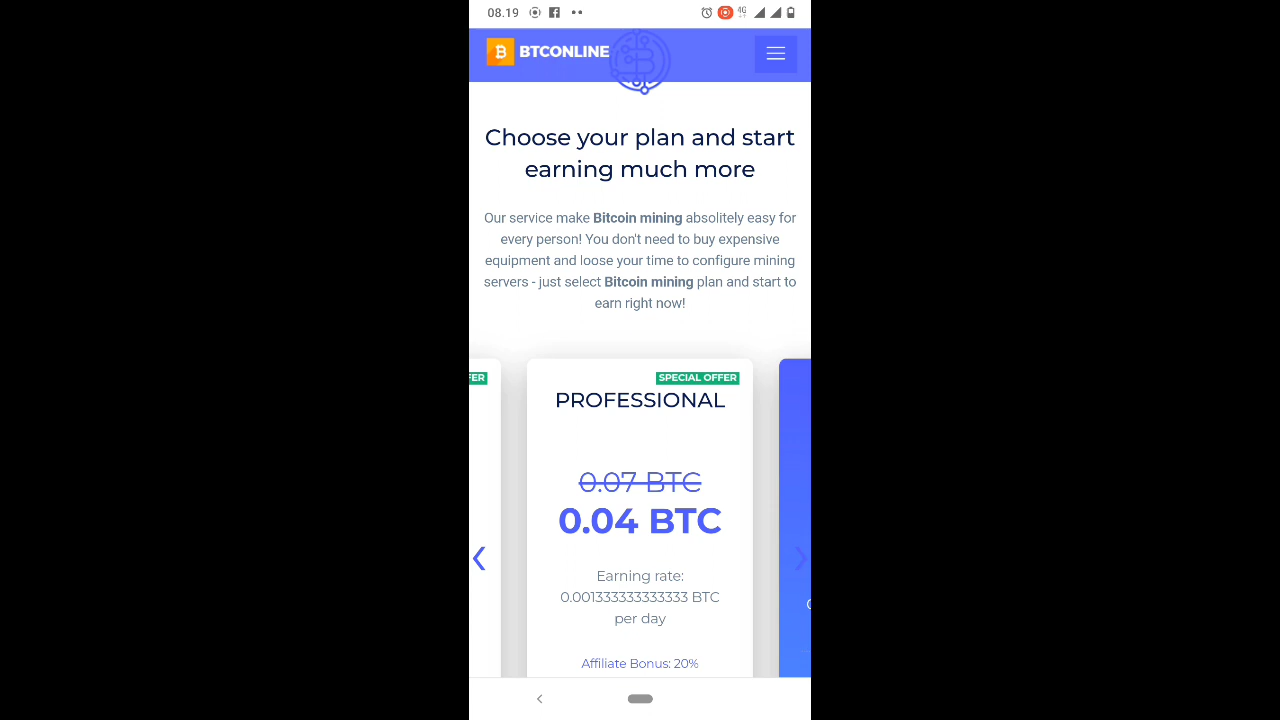 08.19
4G
BTCONLINE
Choose your plan and start
earning much more
Our service make Bitcoin mining absolitely easy for
every person! You don't need to buy expensive
equipment and loose your time to configure mining
servers - just select Bitcoin mining plan and start to
earn right now!
FER
SPECIAL OFFER
PROFESSIONAL
0.07 BTC
0.04 BTC
Earning rate:
0.001333333333333 BTC
per day
Affiliate Bonus: 20%